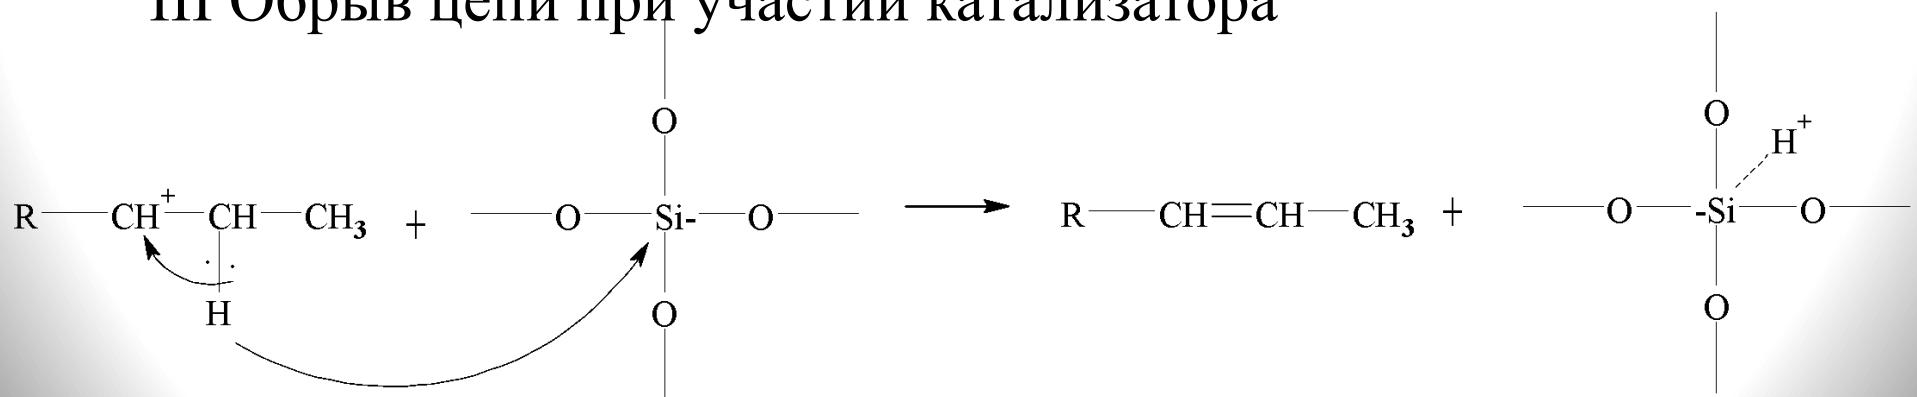 III Обрыв цепи при участии катализатора
O
O
H+
R—CH+—CH—CH3 + —O—Si-—O— → R—CH=CH—CH3 + —O—-Si—O—
H
O
O